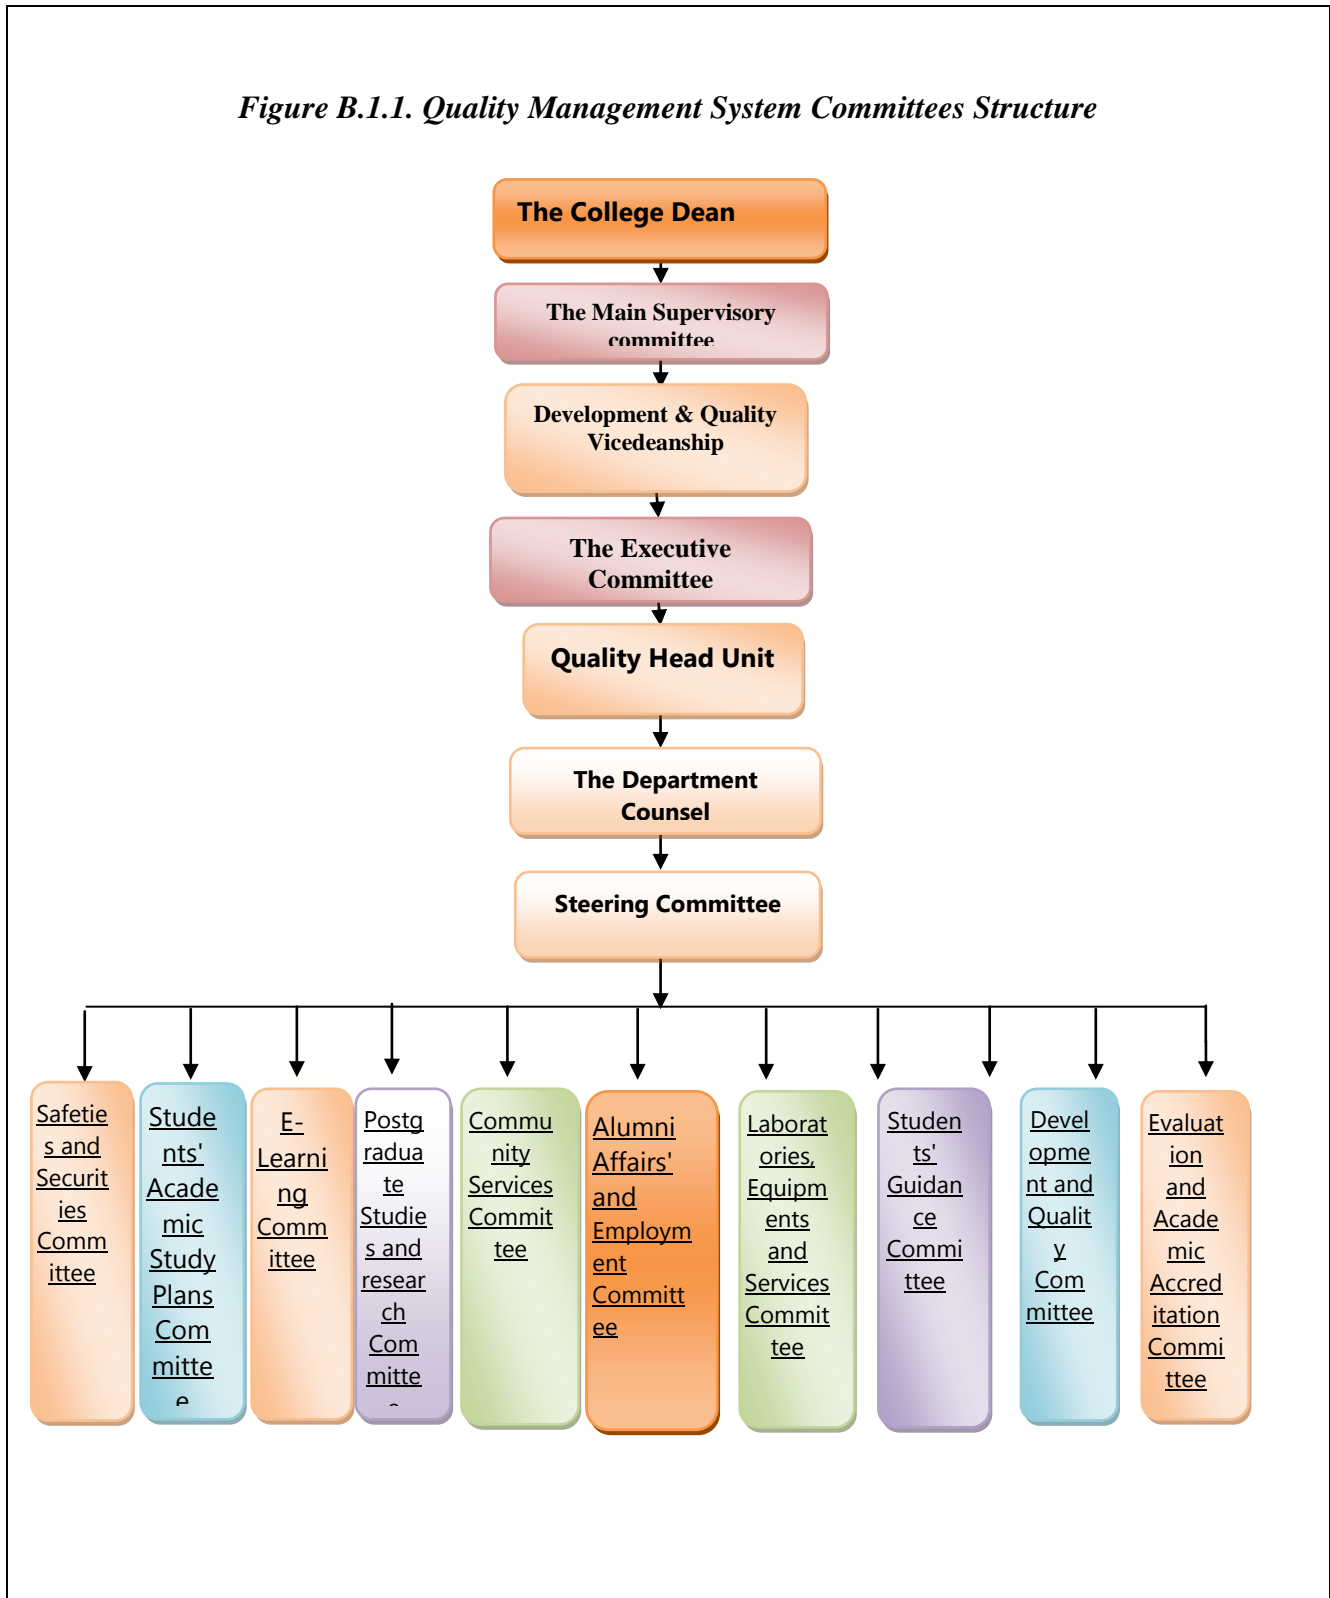 Figure B.1.1. Quality Management System Committees Structure
The College Dean
The Main Supervisory
committee
Development & Quality
Vicedeanship
The Executive
Committee
Quality Head Unit
The Department
Counsel
Steering Committee
Safetie
s and
Securit
ies
Comm
ittee
Stude
nts'
Acade
mic
Study
Plans
Com
mitte
e
E-
Learni
ng
Comm
ittee
Postg
radua
te
Studie
s and
resear
ch
Com
mitte
e
Commu
nity
Services
Commit
tee
Alumni
Affairs'
and
Employm
ent
Committ
ee
Laborat
ories,
Equipm
ents
and
Services
Commit
tee
Studen
ts'
Guidan
ce
Commi
ttee
Devel
opme
nt and
Qualit
y
Com
mittee
Evaluat
ion
and
Acade
mic
Accred
itation
Commi
ttee